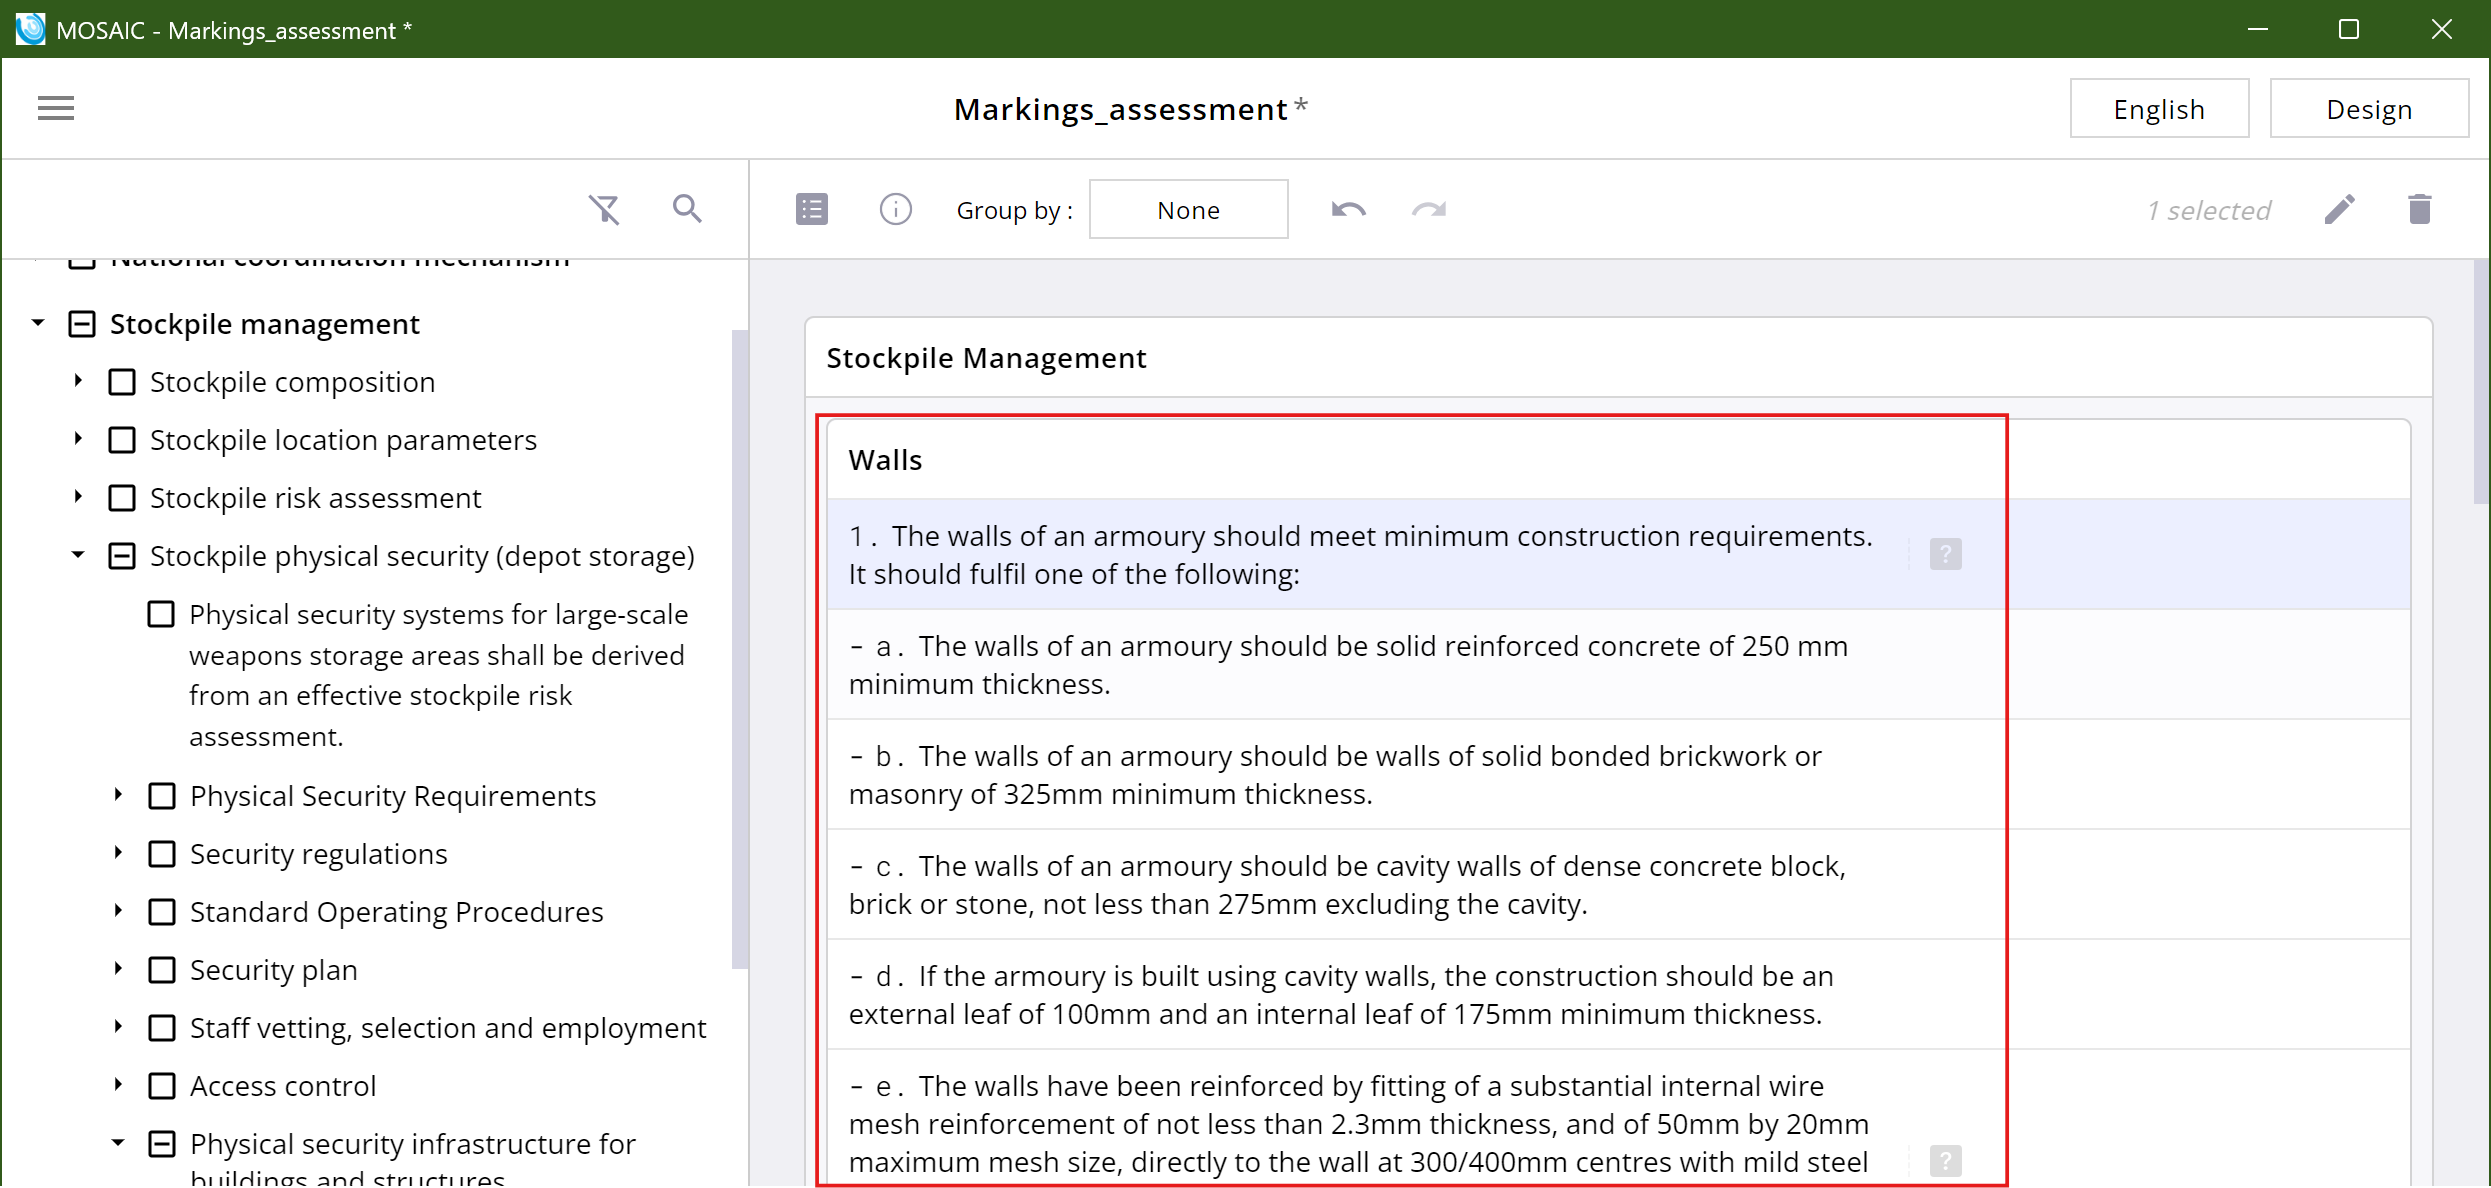 MOSAIC - Markings_assessment *
Markings_assessment *
English
Design
Group by :
None
1 selected
National coordination mechanism
Stockpile management
Stockpile composition
Stockpile location parameters
Stockpile risk assessment
Stockpile physical security (depot storage)
Physical security systems for large-scale
weapons storage areas shall be derived
from an effective stockpile risk
assessment.
Physical Security Requirements
Security regulations
Standard Operating Procedures
Security plan
Staff vetting, selection and employment
Access control
Physical security infrastructure for
buildings and structures
Stockpile Management
Walls
1. The walls of an armoury should meet minimum construction requirements.
It should fulfil one of the following:
?
- a. The walls of an armoury should be solid reinforced concrete of 250 mm
minimum thickness.
- b. The walls of an armoury should be walls of solid bonded brickwork or
masonry of 325mm minimum thickness.
- c. The walls of an armoury should be cavity walls of dense concrete block,
brick or stone, not less than 275mm excluding the cavity.
- d. If the armoury is built using cavity walls, the construction should be an
external leaf of 100mm and an internal leaf of 175mm minimum thickness.
- e. The walls have been reinforced by fitting of a substantial internal wire
mesh reinforcement of not less than 2.3mm thickness, and of 50mm by 20mm
maximum mesh size, directly to the wall at 300/400mm centres with mild steel
?